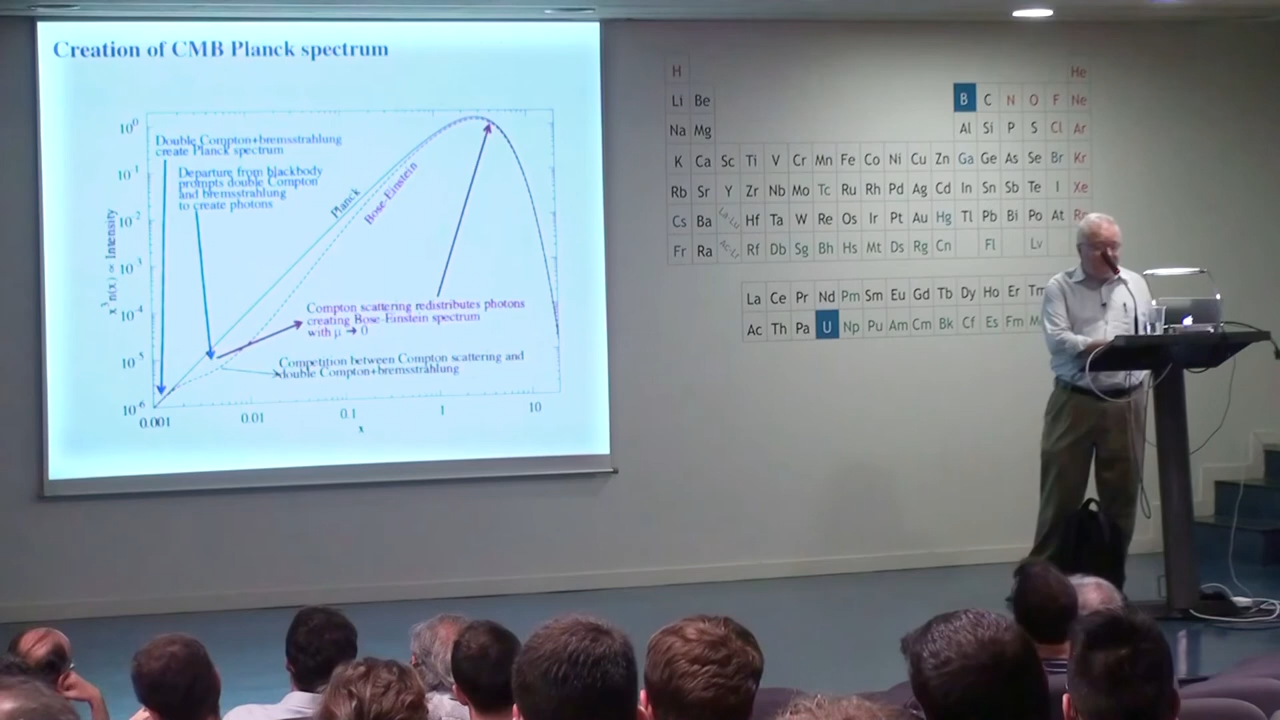 Creation of CMB Planck spectrum
10⁰
10⁻¹
10⁻²
10⁻³
10⁻⁴
10⁻⁵
10⁻⁶
x³n(x) ∝ Intensity
Double Compton+bremsstrahlung
create Planck spectrum
Departure from blackbody
prompts double Compton
and bremsstrahlung
to create photons
Planck
Bose-Einstein
Compton scattering redistributes photons
creating Bose-Einstein spectrum
with μ → 0
Competition between Compton scattering and
double Compton+bremsstrahlung
0.001 0.01 0.1 1 10
x
H He
Li Be B C N O F Ne
Na Mg Al Si P S Cl Ar
K Ca Sc Ti V Cr Mn Fe Co Ni Cu Zn Ga Ge As Se Br Kr
Rb Sr Y Zr Nb Mo Tc Ru Rh Pd Ag Cd In Sn Sb Te I Xe
Cs Ba La-Lu Hf Ta W Re Os Ir Pt Au Hg Tl Pb Bi Po At
Fr Ra Ac-Lr Rf Db Sg Bh Hs Mt Ds Rg Cn Fl Lv
La Ce Pr Nd Pm Sm Eu Gd Tb Dy Ho Er
Ac Th Pa U Np Pu Am Cm Bk Cf Es Fm